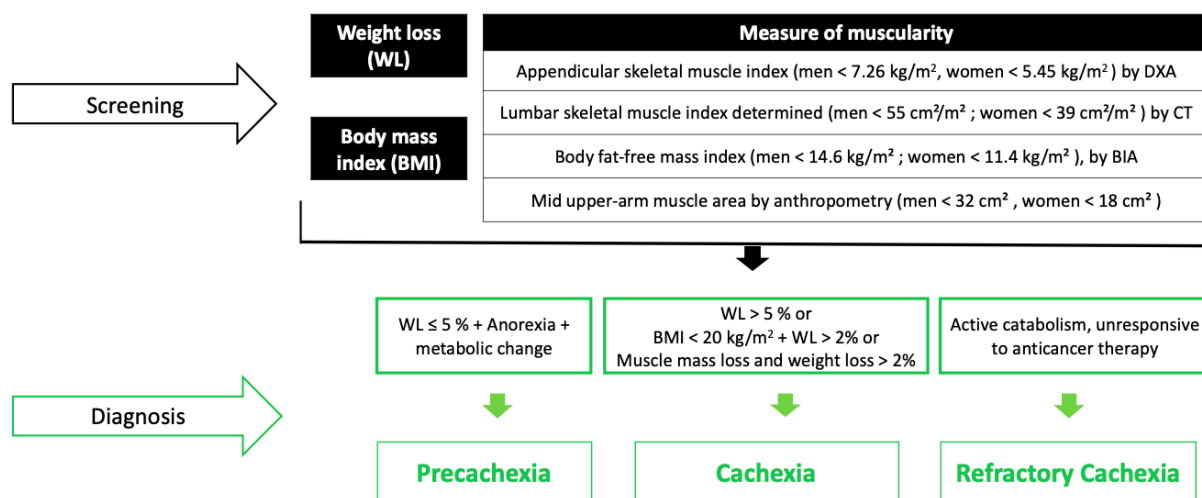 Screening
Weight loss
(WL)
Body mass
index (BMI)
Measure of muscularity
Appendicular skeletal muscle index (men < 7.26 kg/m², women < 5.45 kg/m² ) by DXA
Lumbar skeletal muscle index determined (men < 55 cm²/m² ; women < 39 cm²/m² ) by CT
Body fat-free mass index (men < 14.6 kg/m² ; women < 11.4 kg/m² ), by BIA
Mid upper-arm muscle area by anthropometry (men < 32 cm² , women < 18 cm² )
Diagnosis
WL ≤ 5 % + Anorexia +
metabolic change
WL > 5 % or
BMI < 20 kg/m² + WL > 2% or
Muscle mass loss and weight loss > 2%
Active catabolism, unresponsive
to anticancer therapy
Precachexia
Cachexia
Refractory Cachexia